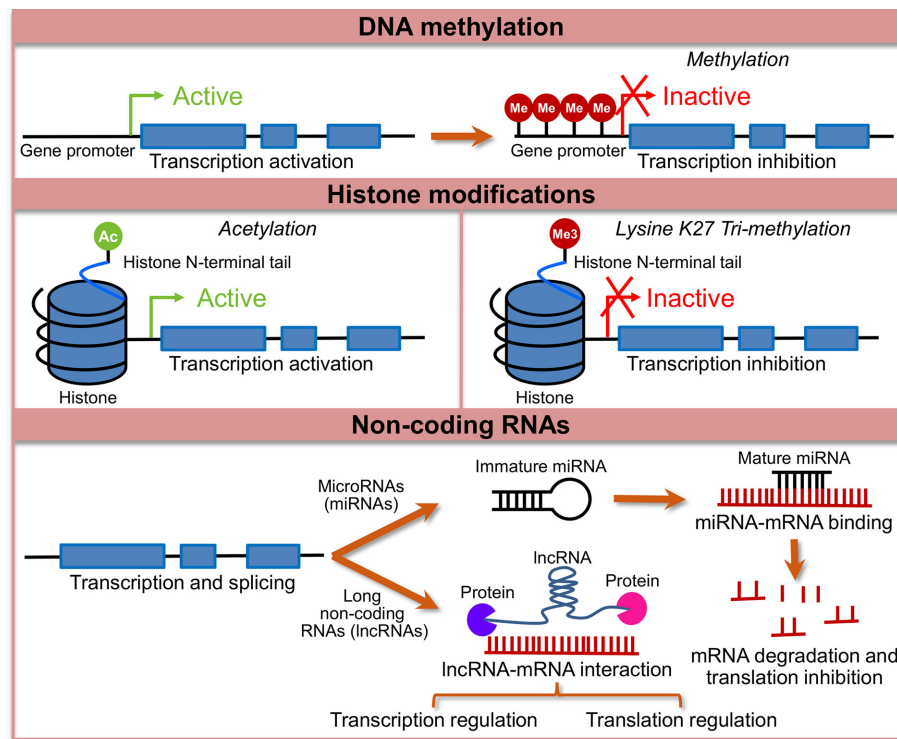 DNA methylation
Active
Gene promoter
Transcription activation
Methylation
Me Me Me Me
Inactive
Gene promoter
Transcription inhibition
Histone modifications
Acetylation
Ac
Histone N-terminal tail
Active
Transcription activation
Histone
Lysine K27 Tri-methylation
Me3
Histone N-terminal tail
Inactive
Transcription inhibition
Histone
Non-coding RNAs
Transcription and splicing
MicroRNAs
(miRNAs)
Immature miRNA
Mature miRNA
miRNA-mRNA binding
mRNA degradation and
translation inhibition
Long
non-coding
RNAs (lncRNAs)
lncRNA
Protein
Protein
lncRNA-mRNA interaction
Transcription regulation
Translation regulation